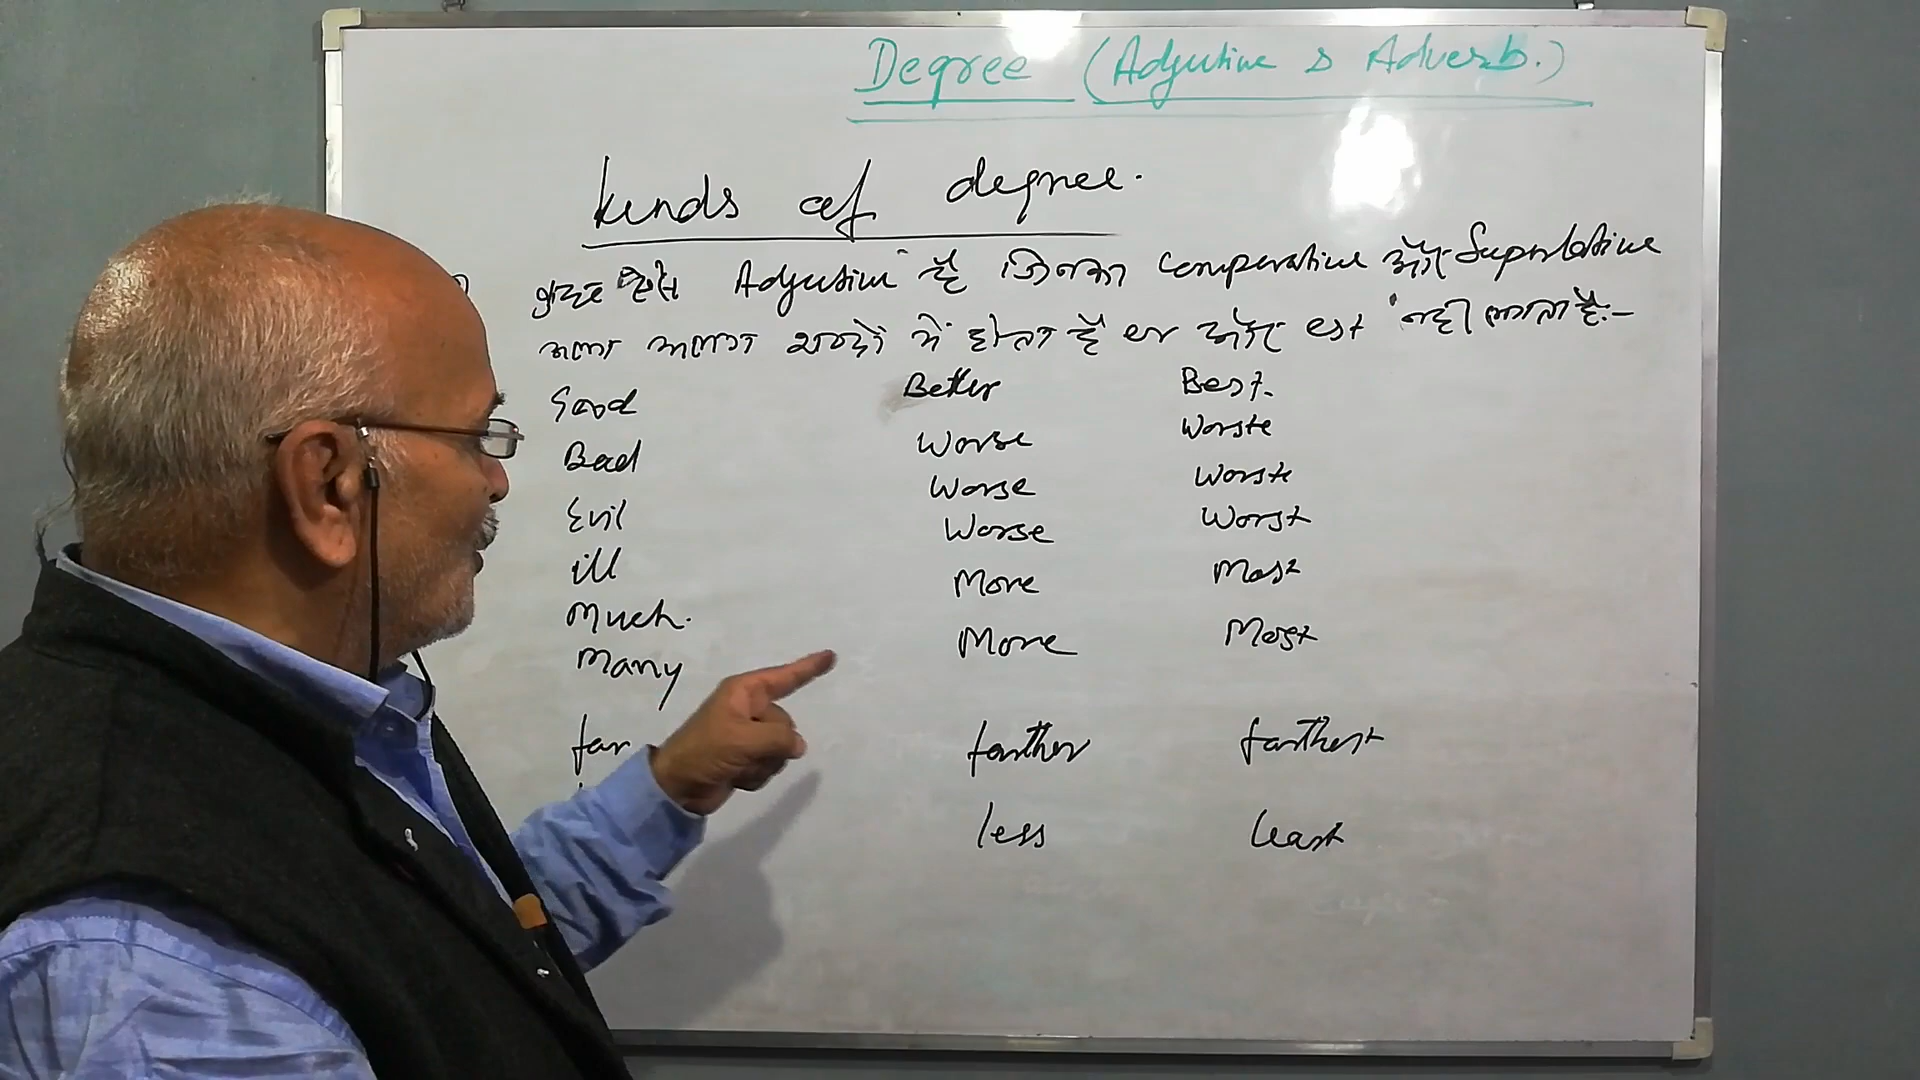 Degree (Adjective & Adverb.)
Kinds of degree.
कुछ ऐसे Adjective है जिनका Comparative और Superlative
अलग अलग शब्दों में होता है er और est नही लगता है:-
Good Better Best.
Bad Worse Worste
Evil Worse Worst
ill Worse Worst
Much. More Most
Many More Most
far farther farthest
less least